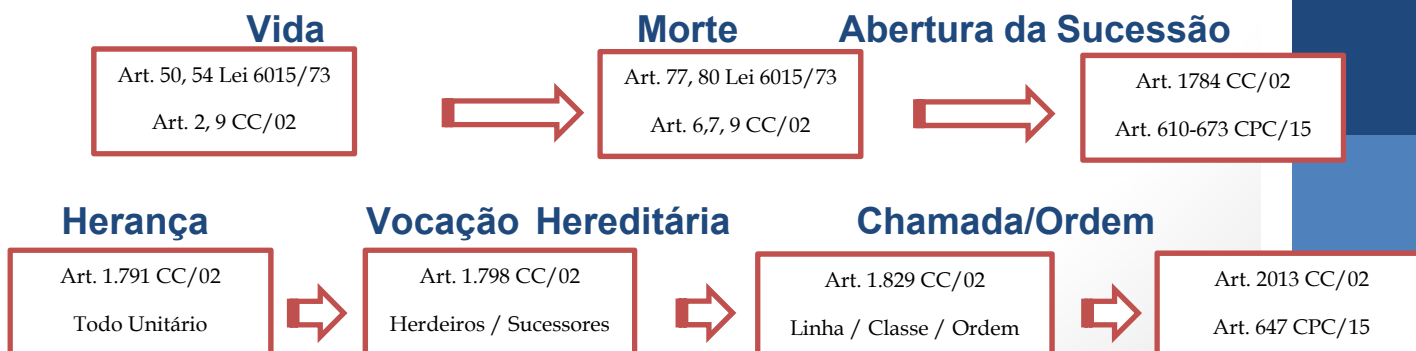 Vida Morte Abertura da Sucessão
Art. 50, 54 Lei 6015/73
Art. 2, 9 CC/02
Art. 77, 80 Lei 6015/73
Art. 6,7, 9 CC/02
Art. 1784 CC/02
Art. 610-673 CPC/15
Herança Vocação Hereditária Chamada/Ordem
Art. 1.791 CC/02
Todo Unitário
Art. 1.798 CC/02
Herdeiros / Sucessores
Art. 1.829 CC/02
Linha / Classe / Ordem
Art. 2013 CC/02
Art. 647 CPC/15